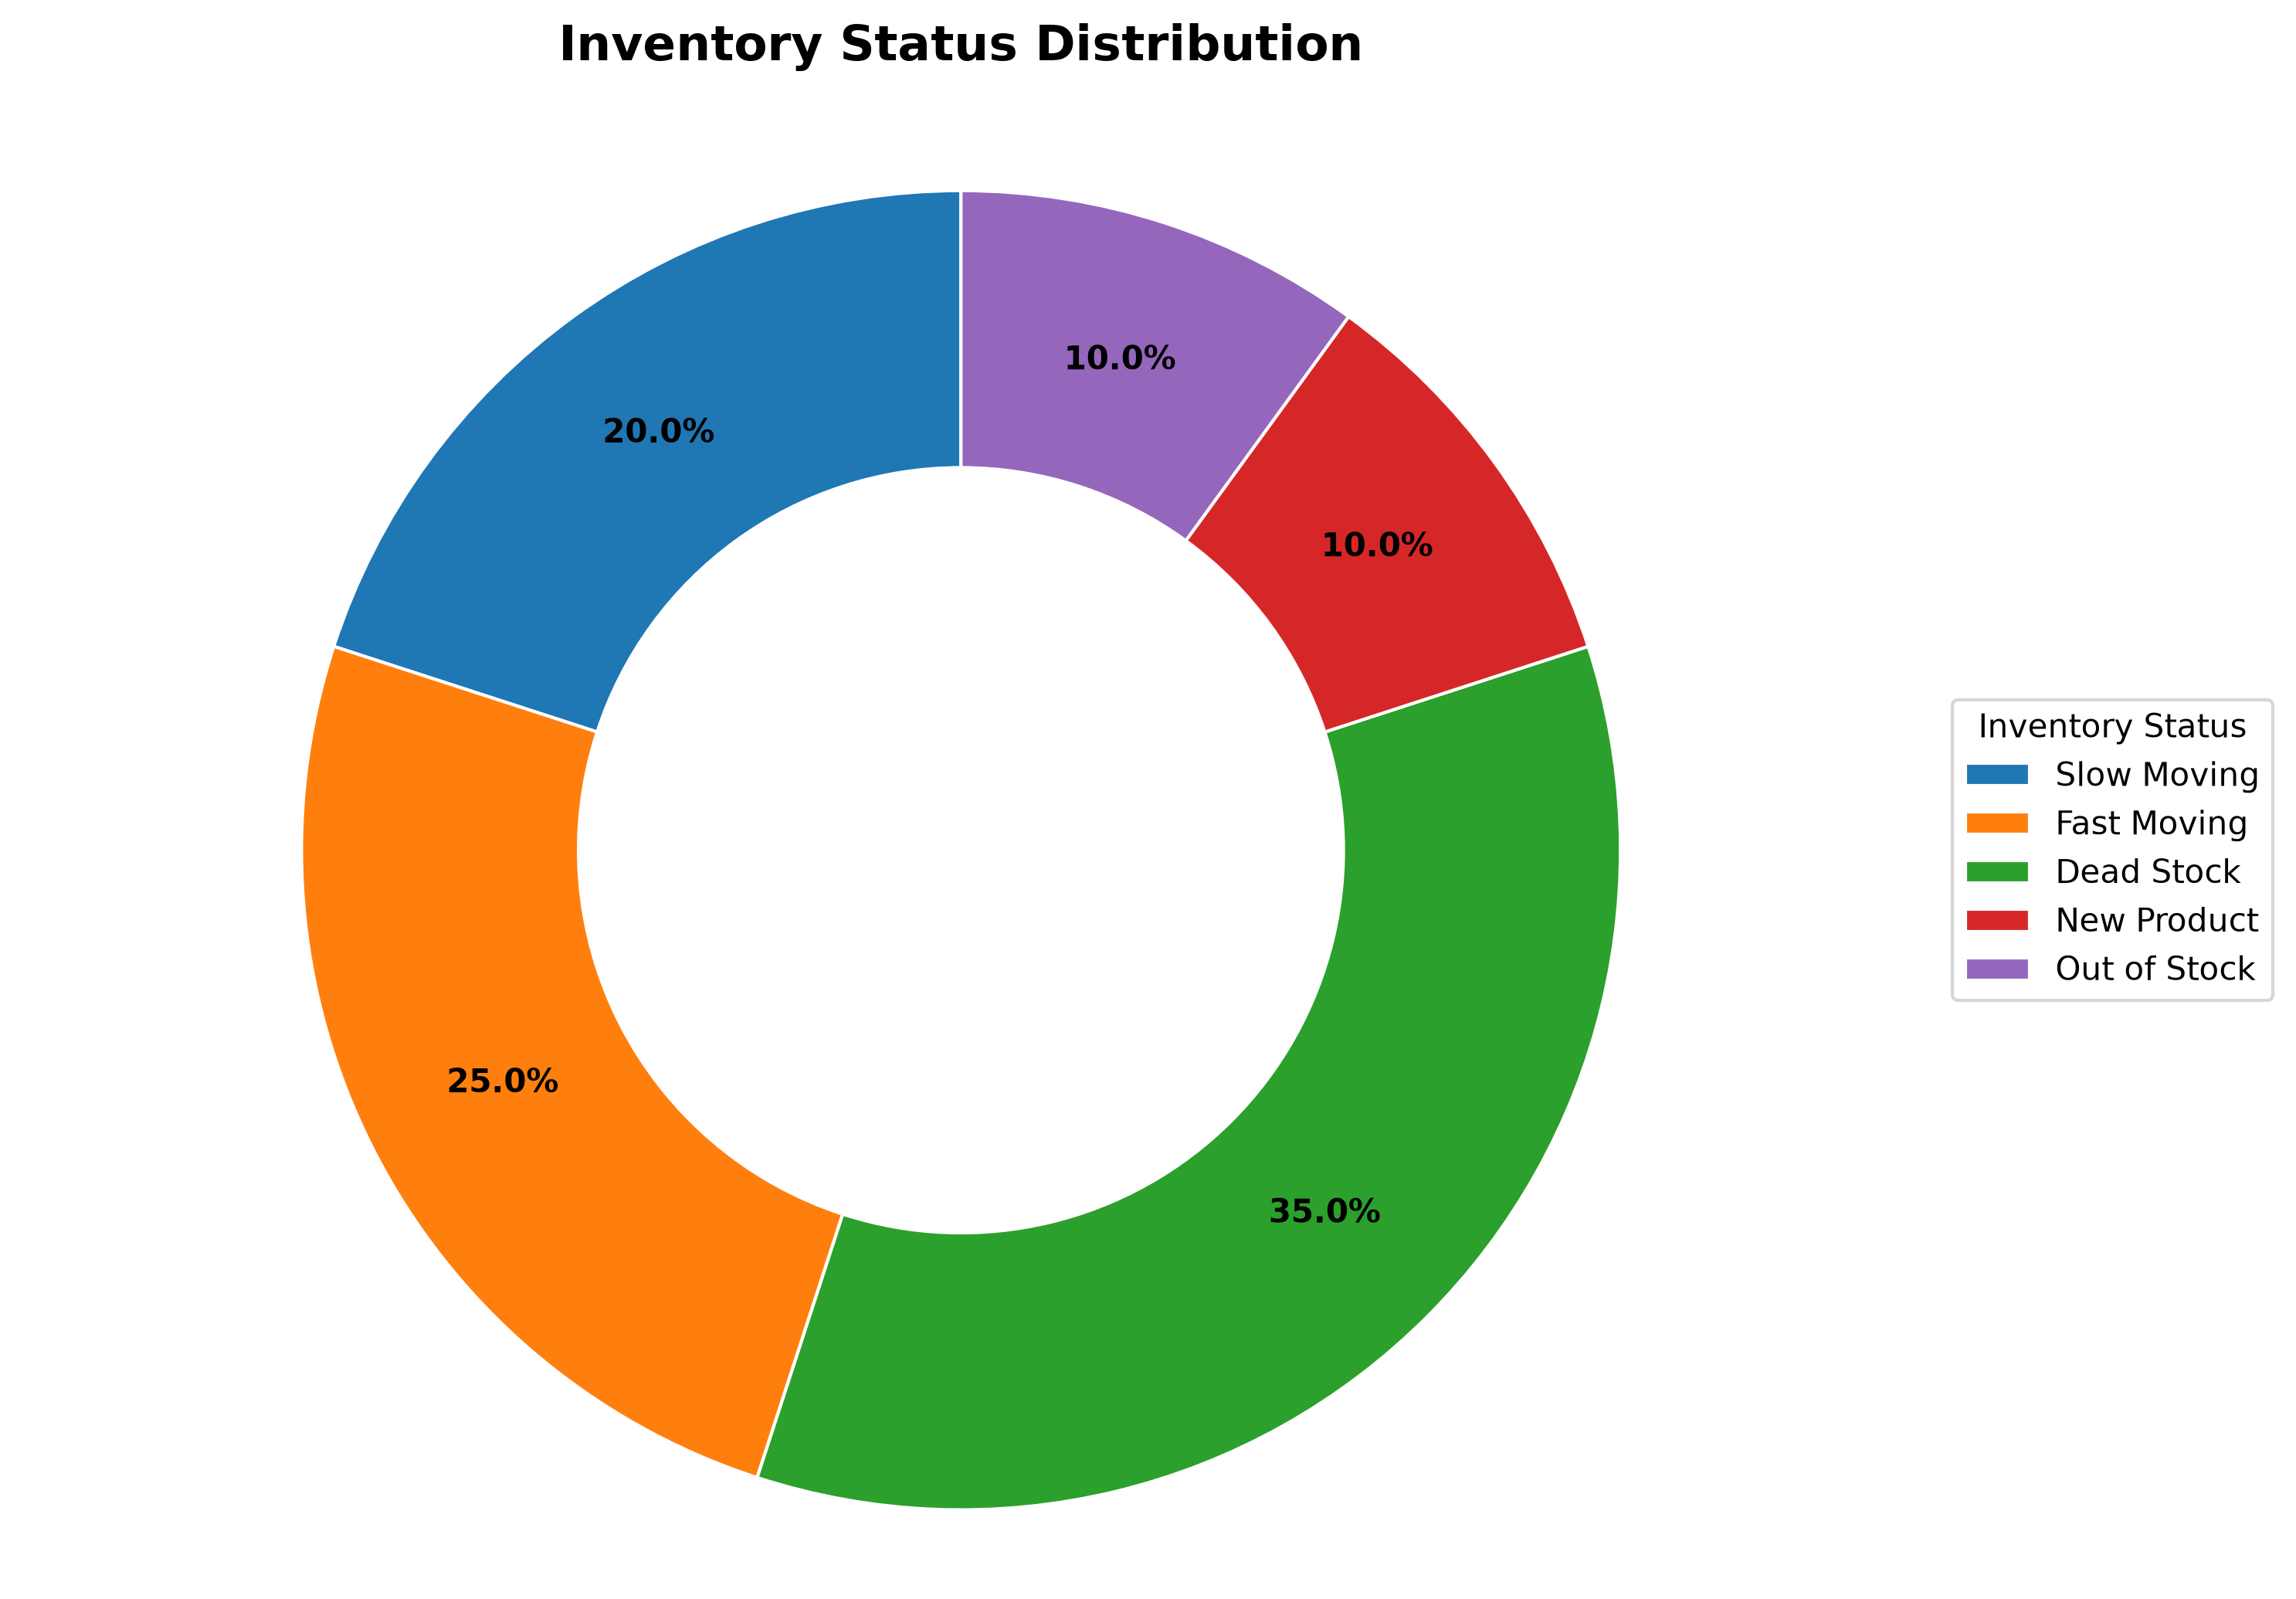 Inventory Status Distribution
10.0%
20.0%
10.0%
25.0%
35.0%
Inventory Status
Slow Moving
Fast Moving
Dead Stock
New Product
Out of Stock